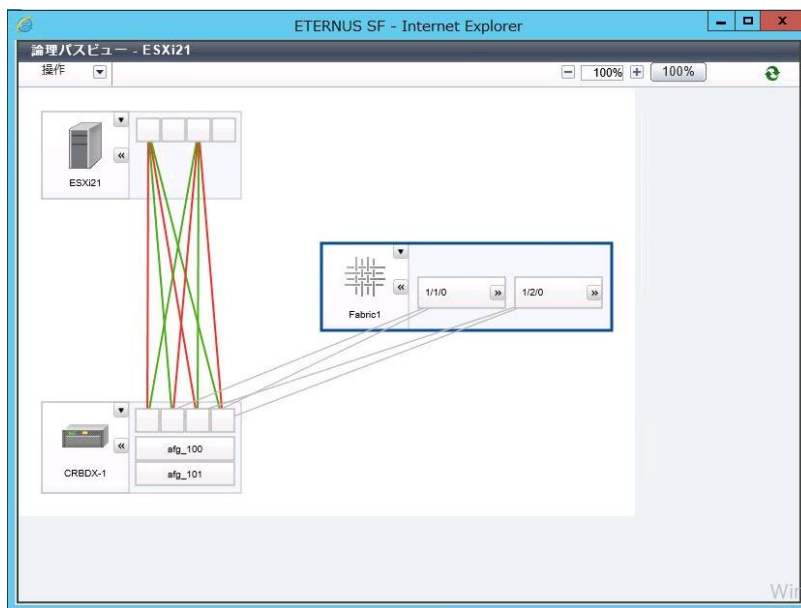 ETERNUS SF - Internet Explorer
論理パスビュー - ESXi21
操作
100%
100%
ESXi21
Fabric1
1/1/0
1/2/0
CRBDX-1
afg_100
afg_101
Win